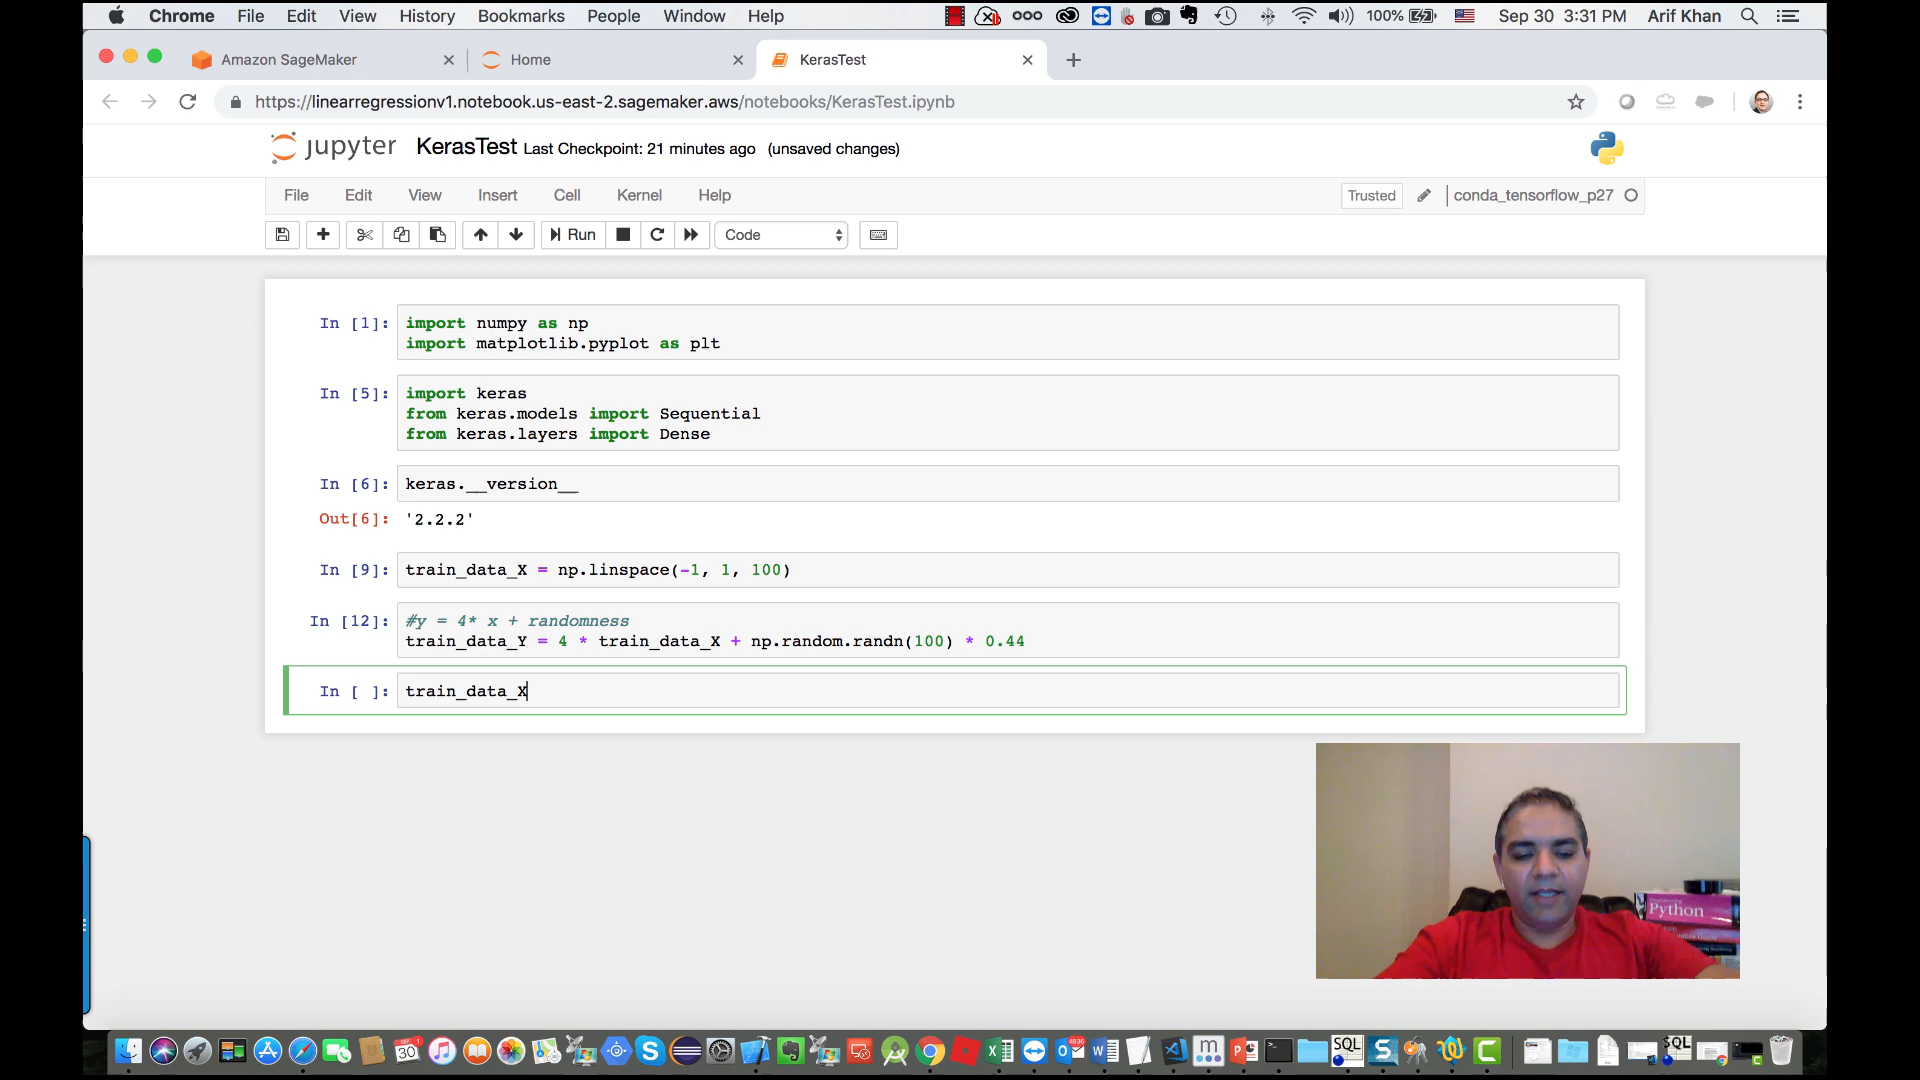 Chrome File Edit View History Bookmarks People Window Help 100% Sep 30 3:31 PM Arif Khan
Amazon SageMaker Home KerasTest
https://linearregressionv1.notebook.us-east-2.sagemaker.aws/notebooks/KerasTest.ipynb
jupyter KerasTest Last Checkpoint: 21 minutes ago (unsaved changes)
File Edit View Insert Cell Kernel Help Trusted conda_tensorflow_p27
Run Code
In [1]: import numpy as np
import matplotlib.pyplot as plt
In [5]: import keras
from keras.models import Sequential
from keras.layers import Dense
In [6]: keras.__version__
Out[6]: '2.2.2'
In [9]: train_data_X = np.linspace(-1, 1, 100)
In [12]: #y = 4* x + randomness
train_data_Y = 4 * train_data_X + np.random.randn(100) * 0.44
In [ ]: train_data_X
Python
SEP
30
4836
SQL
SQL